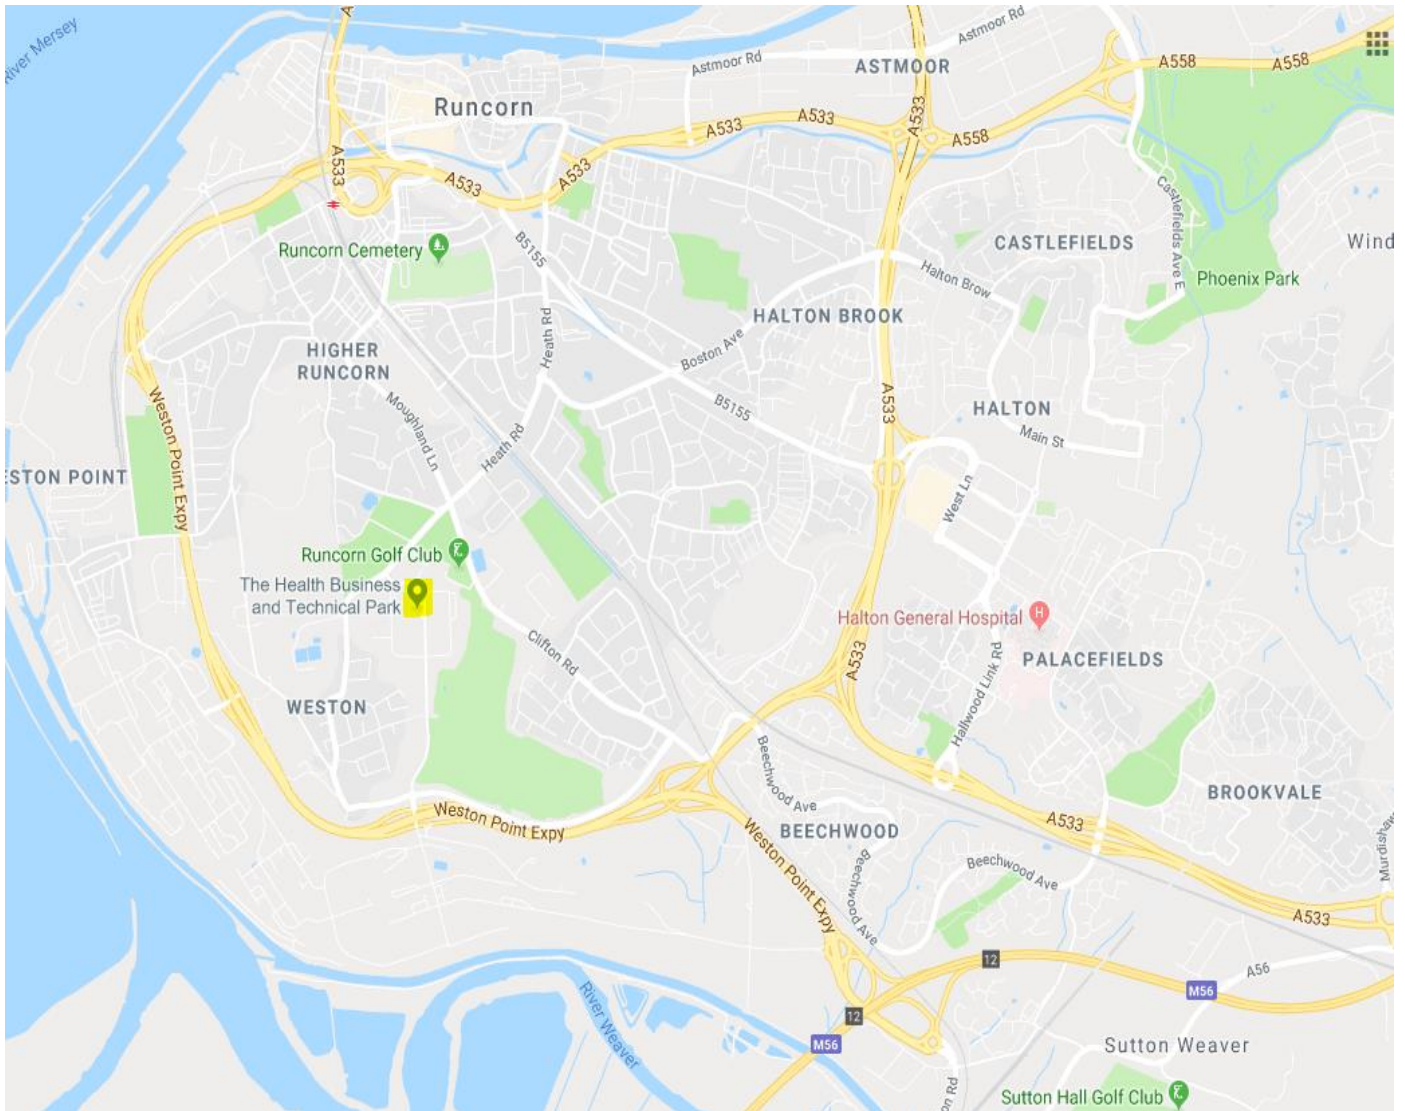 A
River Mersey
Astmoor Rd
Astmoor Rd
ASTMOOR
A558
A558
Runcorn
A533
A533
A533
A558
A533
A533
A533
Castlefields Ave E
Runcorn Cemetery
B5155
CASTLEFIELDS
Wind
Halton Brow
Phoenix Park
HALTON BROOK
Heath Rd
HIGHER
RUNCORN
Boston Ave
Moughland Ln
B5155
A533
HALTON
Main St
Weston Point Expy
Heath Rd
ESTON POINT
West Ln
Runcorn Golf Club
The Health Business
and Technical Park
Halton General Hospital
H
Clifton Rd
A533
PALACEFIELDS
Hallwood Link Rd
WESTON
Beechwood Ave
BROOKVALE
Weston Point Expy
BEECHWOOD
A533
Weston Point Expy
Beechwood Ave
Beechwood Ave
Murdishaw
A533
12
A56
M56
River Weaver
12
M56
Sutton Weaver
on Rd
Sutton Hall Golf Club